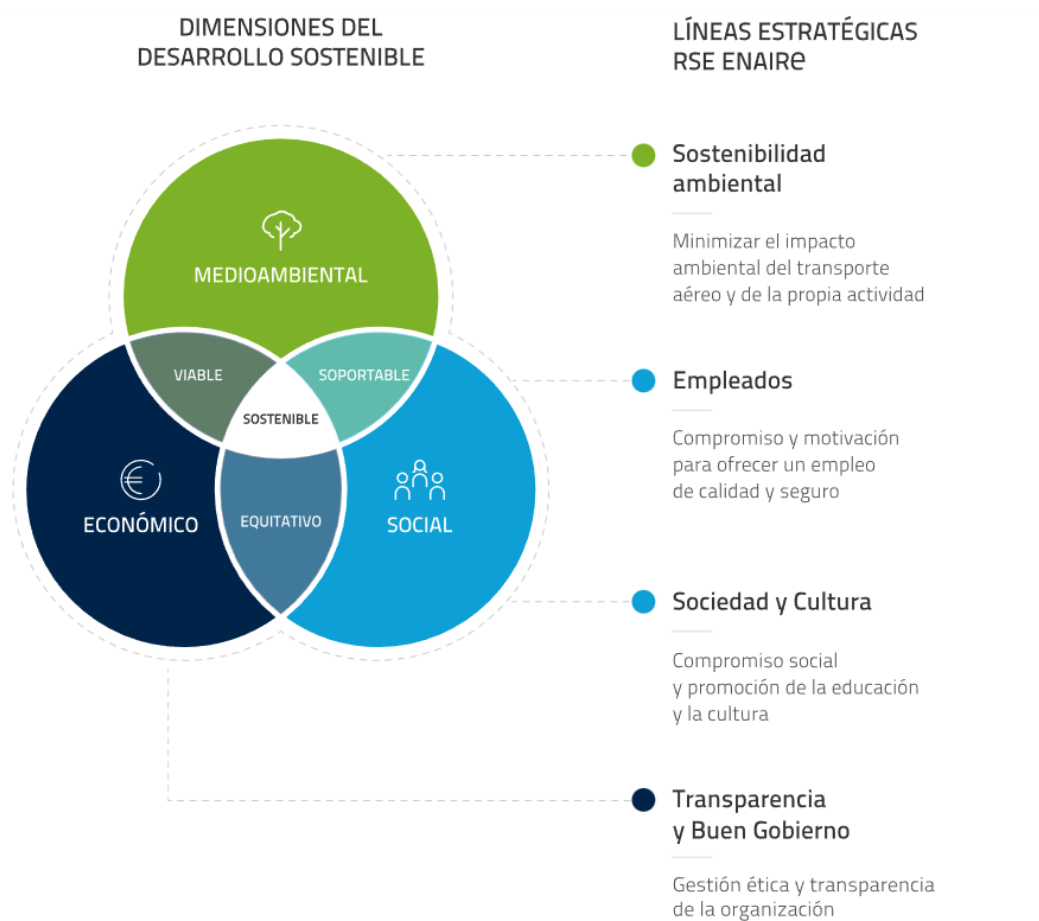 DIMENSIONES DEL
DESARROLLO SOSTENIBLE
MEDIOAMBIENTAL
VIABLE
SOPORTABLE
SOSTENIBLE
ECONÓMICO
EQUITATIVO
SOCIAL
LÍNEAS ESTRATÉGICAS
RSE ENAIRe
Sostenibilidad
ambiental
Minimizar el impacto
ambiental del transporte
aéreo y de la propia actividad
Empleados
Compromiso y motivación
para ofrecer un empleo
de calidad y seguro
Sociedad y Cultura
Compromiso social
y promoción de la educación
y la cultura
Transparencia
y Buen Gobierno
Gestión ética y transparencia
de la organización